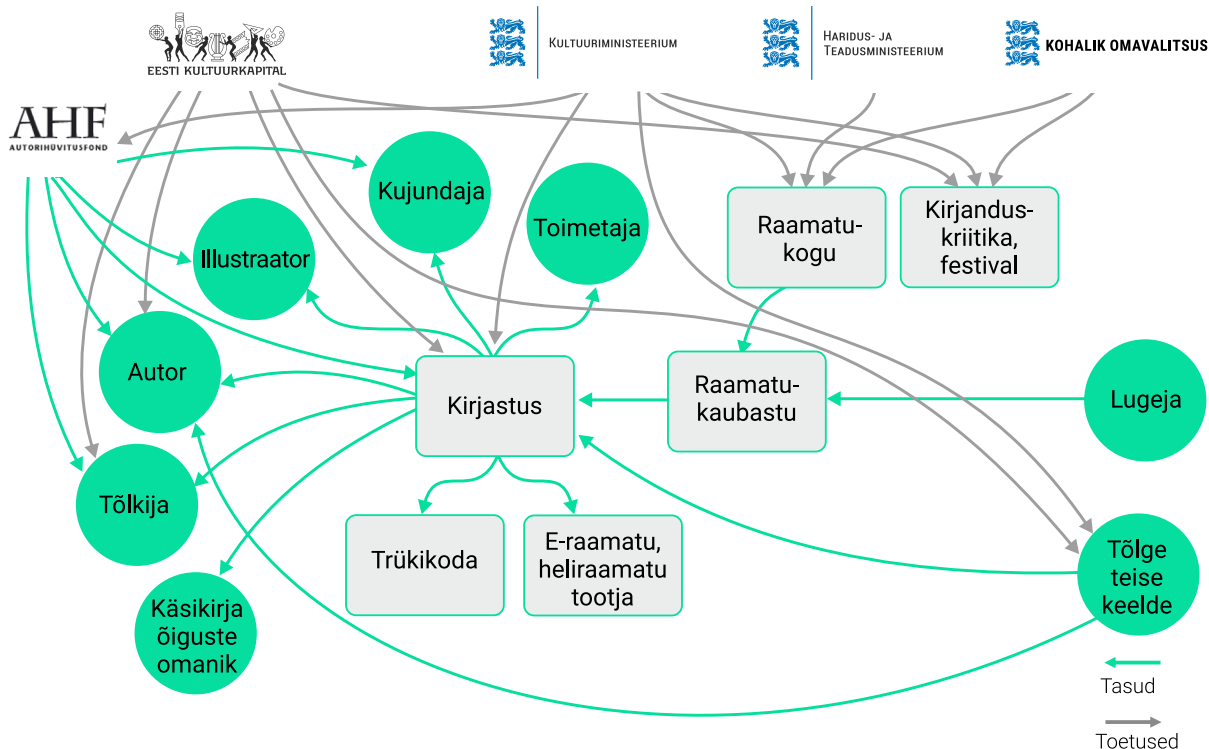 EESTI KULTUURKAPITAL
KULTUURIMINISTEERIUM
HARIDUS- JA
TEADUSMINISTEERIUM
KOHALIK OMAVALITSUS
AHF
AUTORIHÜVITUSFOND
Kujundaja
Toimetaja
Raamatu-
kogu
Kirjandus-
kriitika,
festival
Illustraator
Autor
Kirjastus
Raamatu-
kaubastu
Lugeja
Tõlkija
Trükikoda
E-raamatu,
heliraamatu
tootja
Tõlge
teise
keelde
Käsikirja
õiguste
omanik
Tasud
Toetused